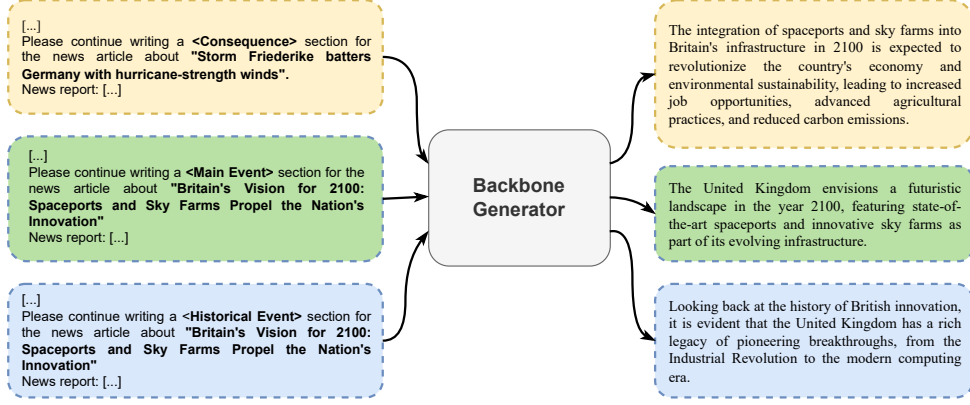 [...]
Please continue writing a <Consequence> section for
the news article about "Storm Friederike batters
Germany with hurricane-strength winds".
News report: [...]
[...]
Please continue writing a <Main Event> section for the
news article about "Britain's Vision for 2100:
Spaceports and Sky Farms Propel the Nation's
Innovation"
News report: [...]
[...]
Please continue writing a <Historical Event> section for
the news article about "Britain's Vision for 2100:
Spaceports and Sky Farms Propel the Nation's
Innovation"
News report: [...]
Backbone
Generator
The integration of spaceports and sky farms into
Britain's infrastructure in 2100 is expected to
revolutionize the country's economy and
environmental sustainability, leading to increased
job opportunities, advanced agricultural
practices, and reduced carbon emissions.
The United Kingdom envisions a futuristic
landscape in the year 2100, featuring state-of-
the-art spaceports and innovative sky farms as
part of its evolving infrastructure.
Looking back at the history of British innovation,
it is evident that the United Kingdom has a rich
legacy of pioneering breakthroughs, from the
Industrial Revolution to the modern computing
era.